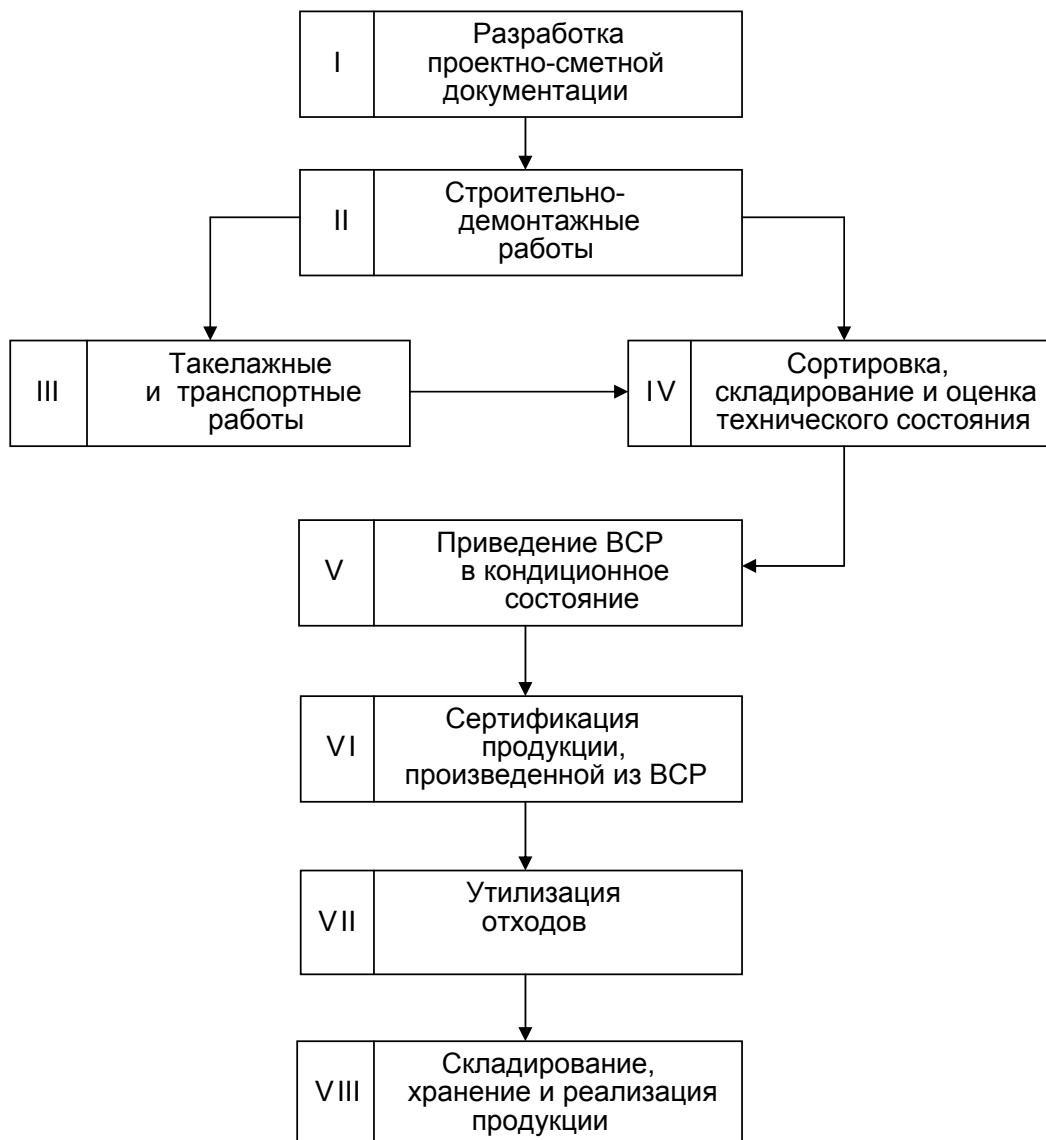 I
Разработка
проектно-сметной
документации
II
Строительно-
демонтажные
работы
III
Такелажные
и транспортные
работы
IV
Сортировка,
складирование и оценка
технического состояния
V
Приведение ВСР
в кондиционное
состояние
VI
Сертификация
продукции,
произведенной из ВСР
VII
Утилизация
отходов
VIII
Складирование,
хранение и реализация
продукции